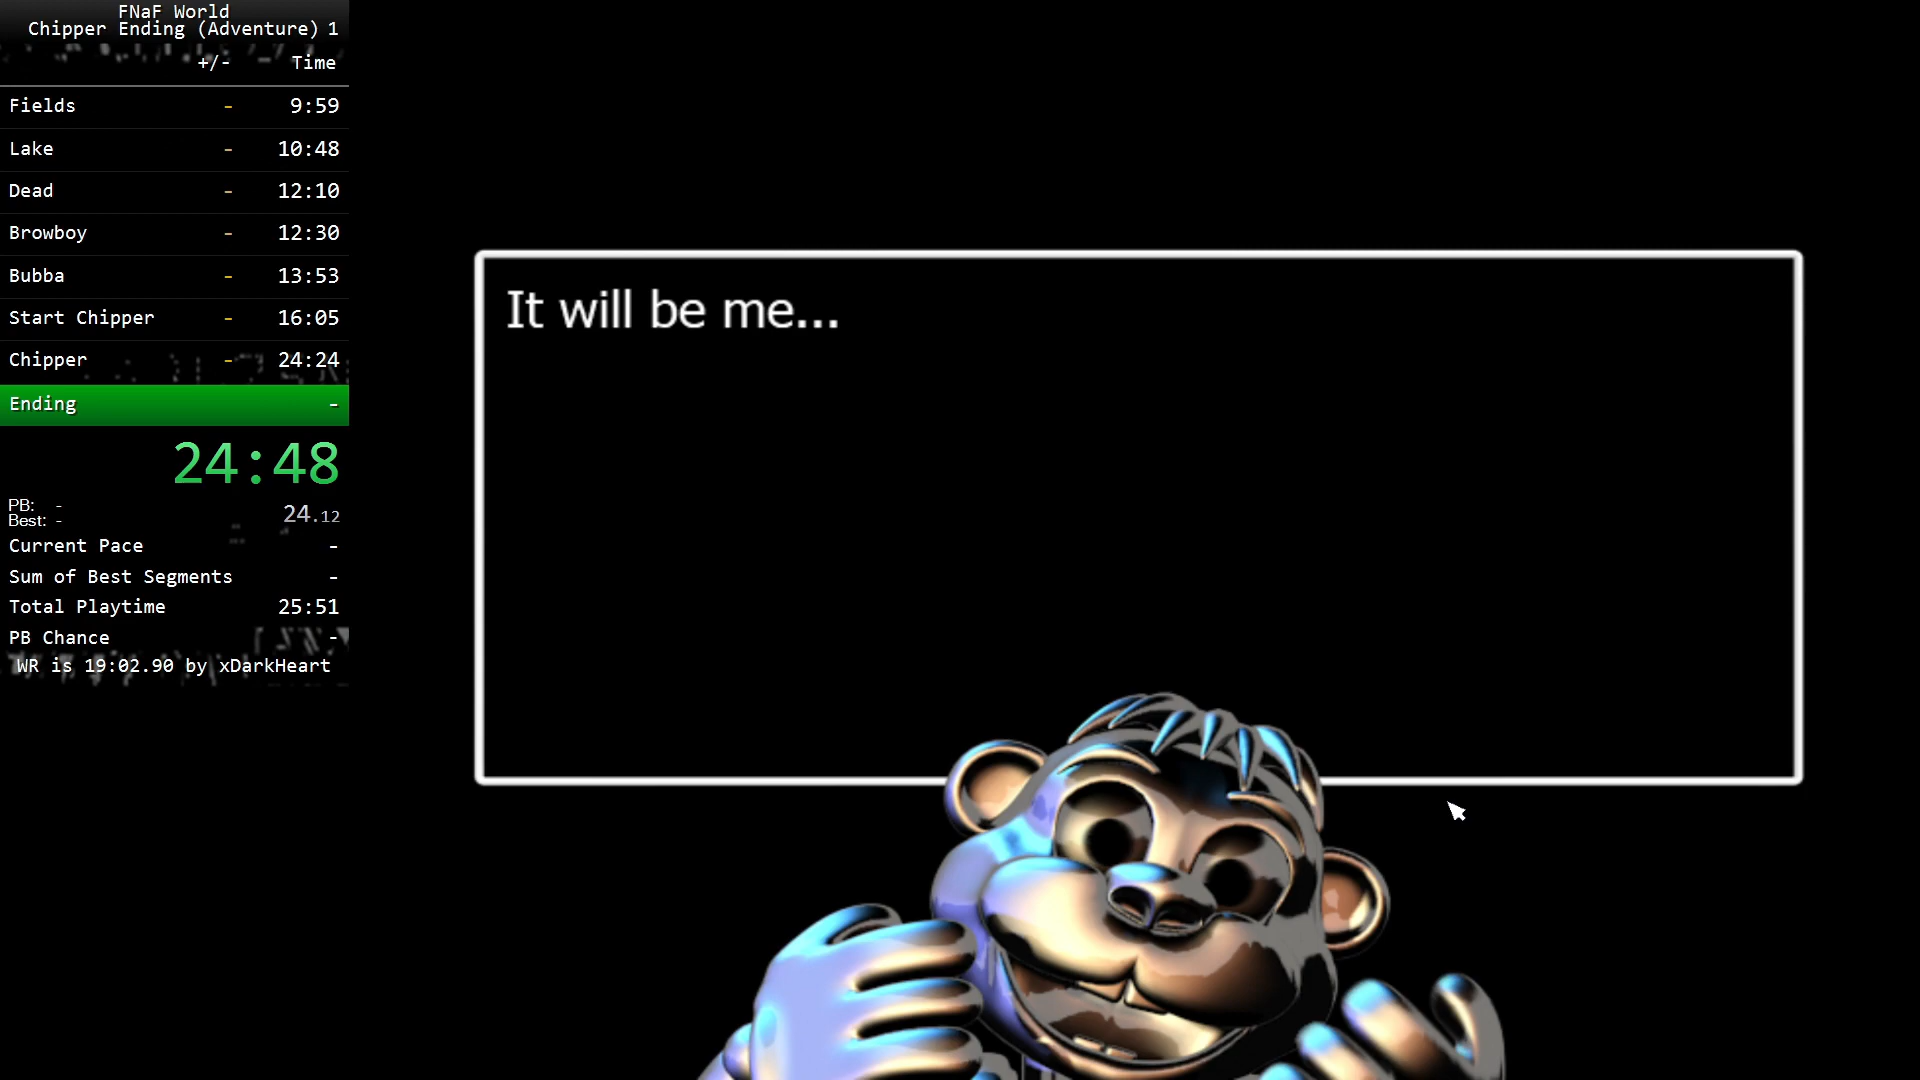 FNaF World
Chipper Ending (Adventure) 1
+/- Time
Fields - 9:59
Lake - 10:48
Dead - 12:10
Browboy - 12:30
Bubba - 13:53
Start Chipper - 16:05
Chipper - 24:24
Ending -
24:48
PB: -
Best: -
24.12
Current Pace -
Sum of Best Segments -
Total Playtime 25:51
PB Chance -
WR is 19:02.90 by xDarkHeart
It will be me...